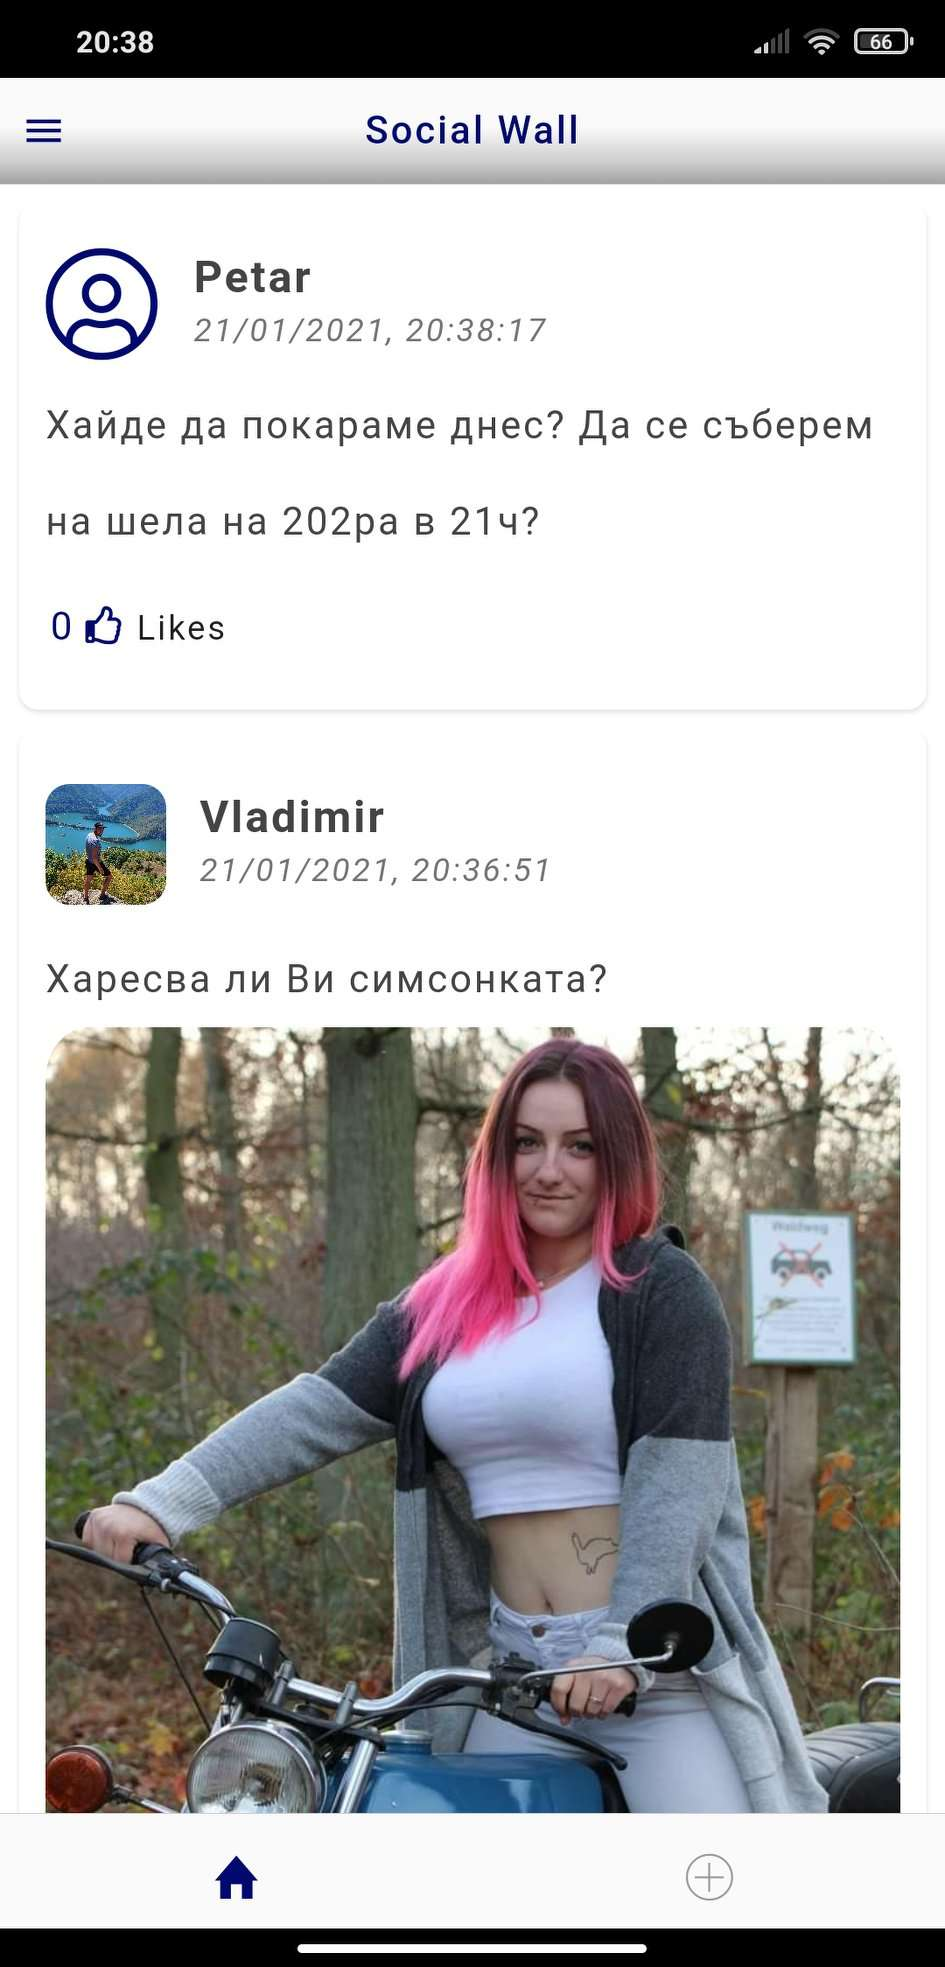 20:38
66
Social Wall
Petar
21/01/2021, 20:38:17
Хайде да покараме днес? Да се съберем
на шела на 202ра в 21ч?
0 Likes
Vladimir
21/01/2021, 20:36:51
Харесва ли Ви симсонката?
Waldweg